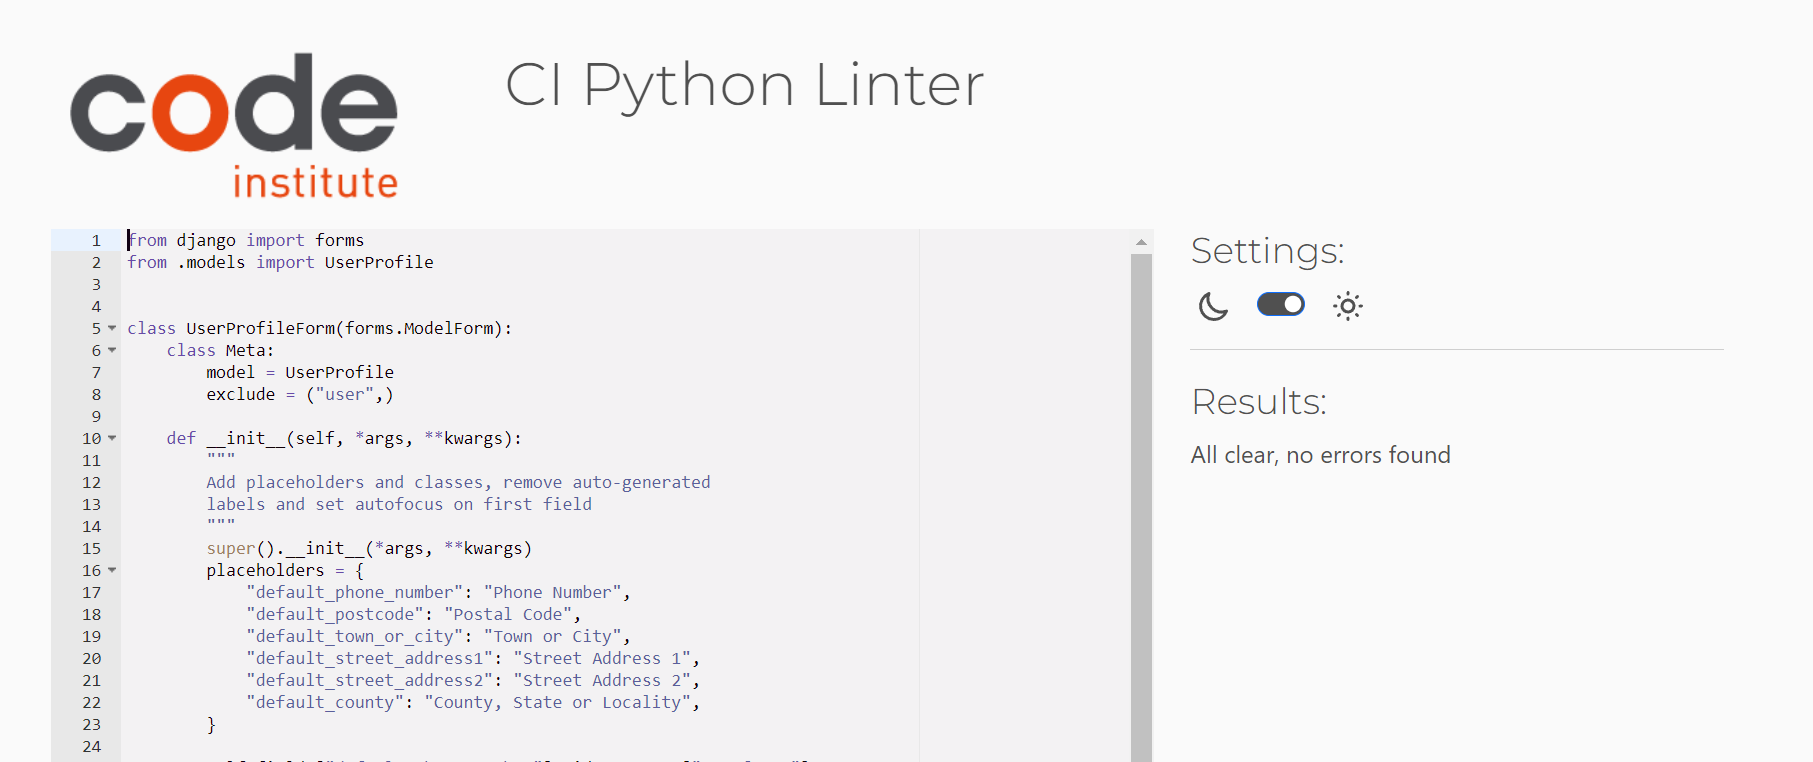 code
institute
CI Python Linter
1 from django import forms
2 from .models import UserProfile
3
4
5 class UserProfileForm(forms.ModelForm):
6     class Meta:
7         model = UserProfile
8         exclude = ("user",)
9
10     def __init__(self, *args, **kwargs):
11         """
12         Add placeholders and classes, remove auto-generated
13         labels and set autofocus on first field
14         """
15         super().__init__(*args, **kwargs)
16         placeholders = {
17             "default_phone_number": "Phone Number",
18             "default_postcode": "Postal Code",
19             "default_town_or_city": "Town or City",
20             "default_street_address1": "Street Address 1",
21             "default_street_address2": "Street Address 2",
22             "default_county": "County, State or Locality",
23         }
24
Settings:
Results:
All clear, no errors found